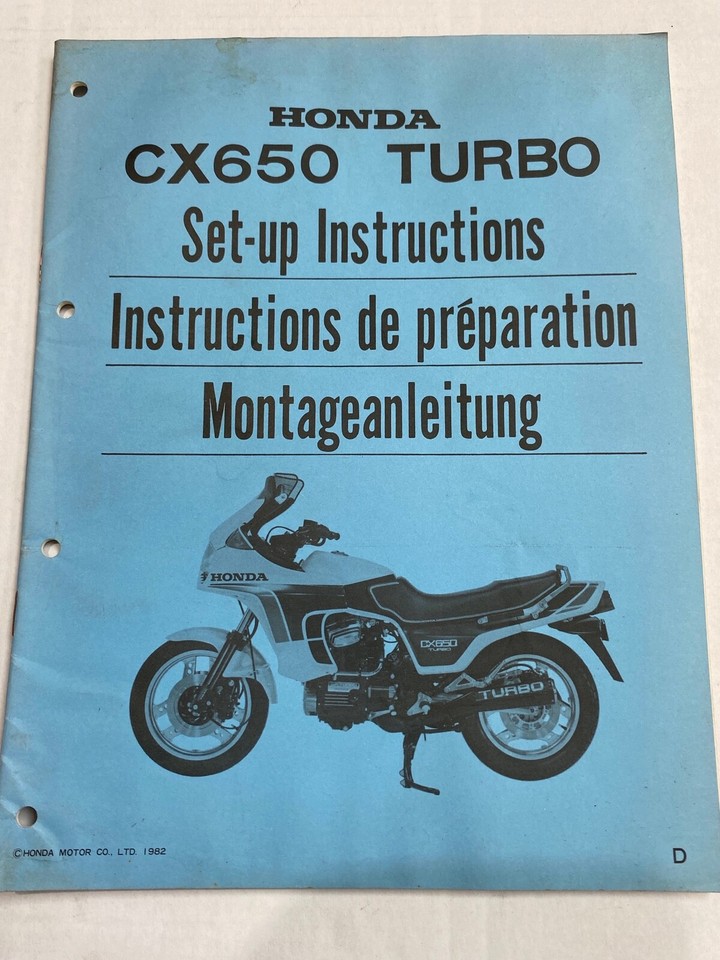 HONDA
CX650 TURBO
Set-up Instructions
Instructions de préparation
Montageanleitung
HONDA
CX650
TURBO
TURBO
©HONDA MOTOR CO., LTD. 1982
D